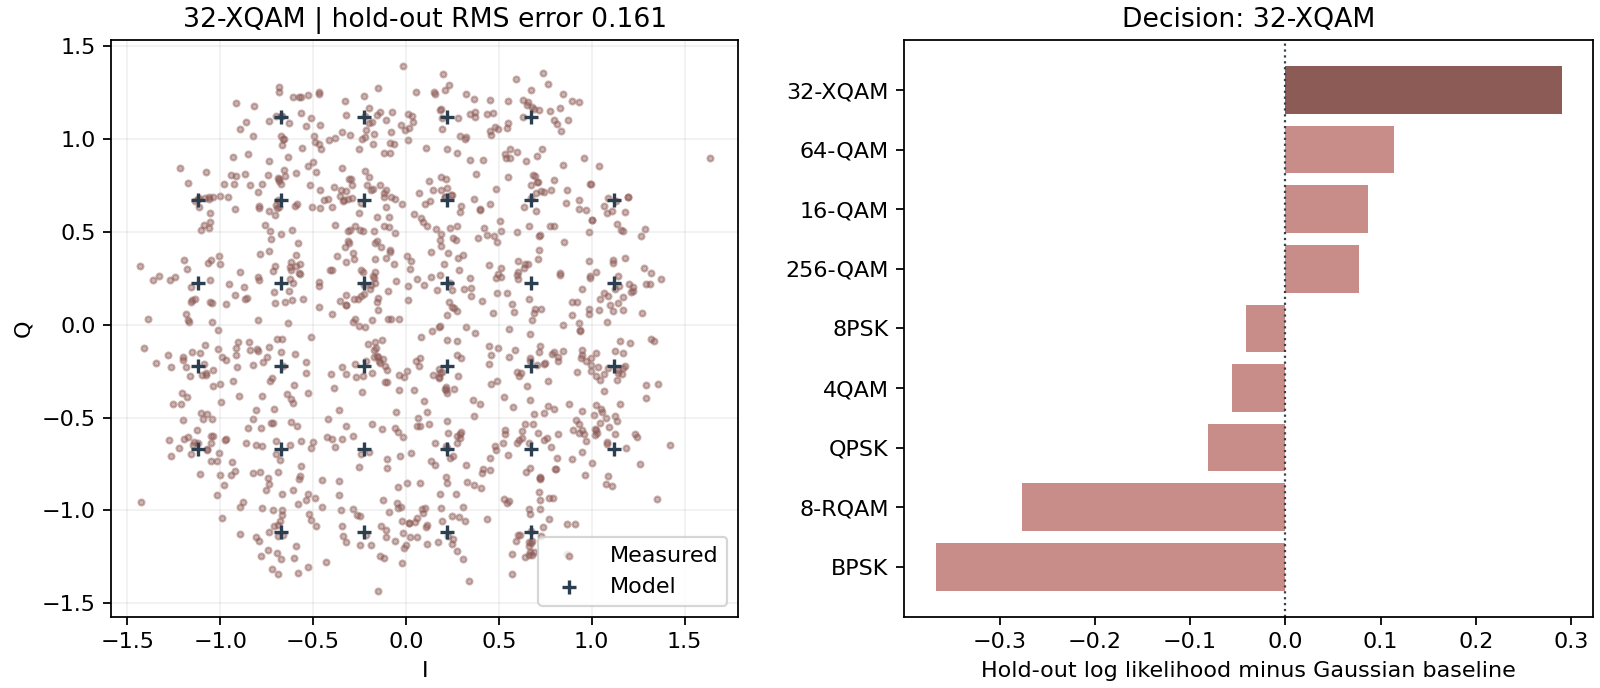 32-XQAM | hold-out RMS error 0.161
1.5
1.0
0.5
0.0
−0.5
−1.0
−1.5
Q
−1.5 −1.0 −0.5 0.0 0.5 1.0 1.5
I
Measured
Model
Decision: 32-XQAM
32-XQAM
64-QAM
16-QAM
256-QAM
8PSK
4QAM
QPSK
8-RQAM
BPSK
−0.3 −0.2 −0.1 0.0 0.1 0.2 0.3
Hold-out log likelihood minus Gaussian baseline